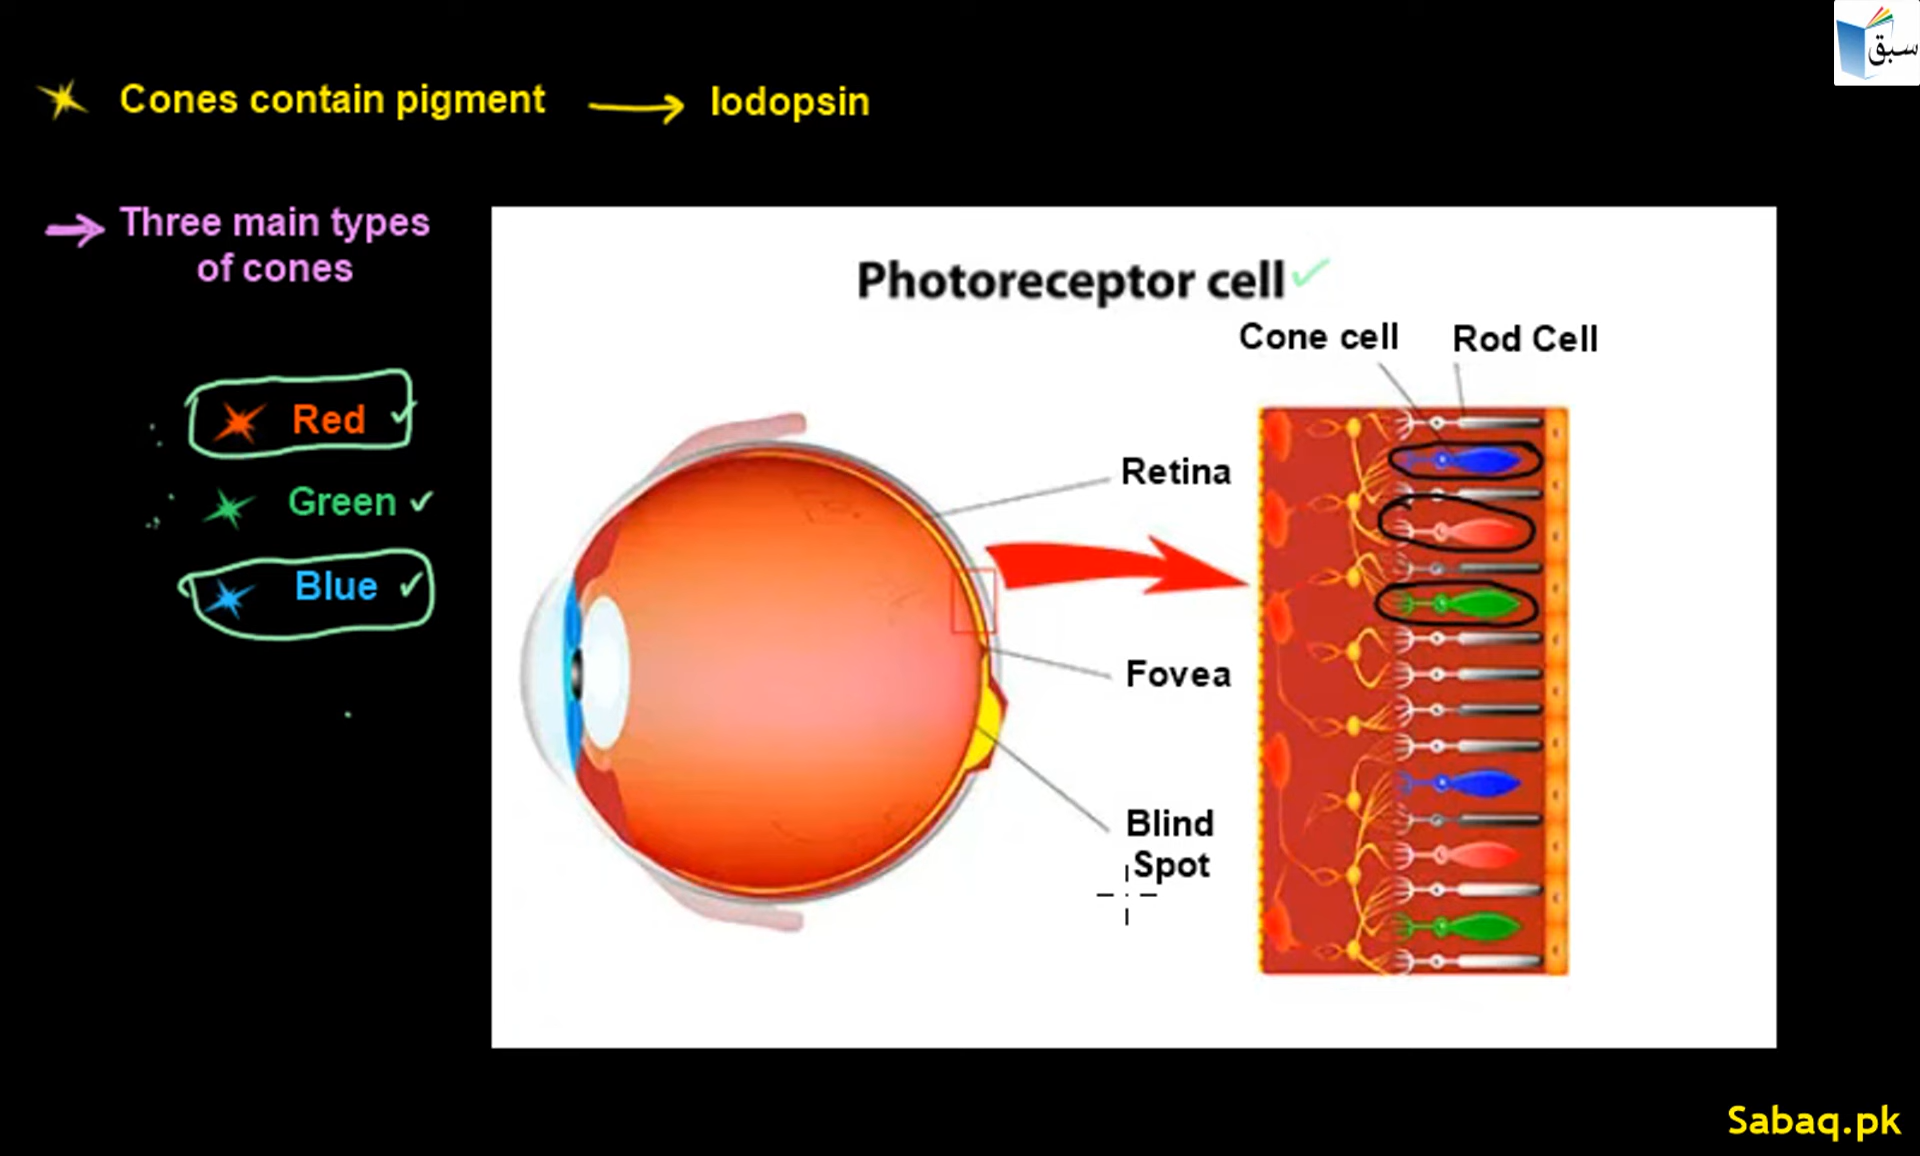 سبق
Cones contain pigment → Iodopsin
Three main types
of cones
Red
Green
Blue
Photoreceptor cell
Cone cell Rod Cell
Retina
Fovea
Blind
Spot
Sabaq.pk